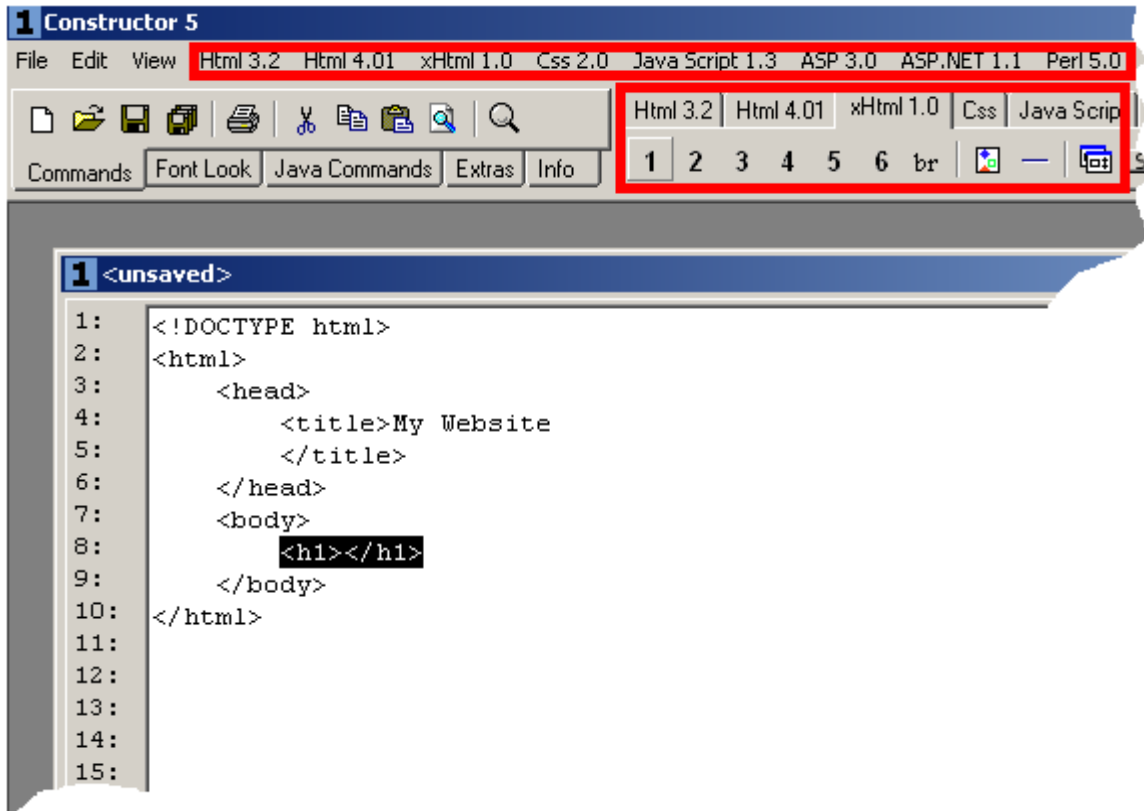 1 Constructor 5
File Edit View Html 3.2 Html 4.01 xHtml 1.0 Css 2.0 Java Script 1.3 ASP 3.0 ASP.NET 1.1 Perl 5.0
Html 3.2 Html 4.01 xHtml 1.0 Css Java Scrip
Commands Font Look Java Commands Extras Info
1 2 3 4 5 6 br
1 <unsaved>
1: <!DOCTYPE html>
2: <html>
3: <head>
4: <title>My Website
5: </title>
6: </head>
7: <body>
8: <h1></h1>
9: </body>
10: </html>
11:
12:
13:
14:
15: